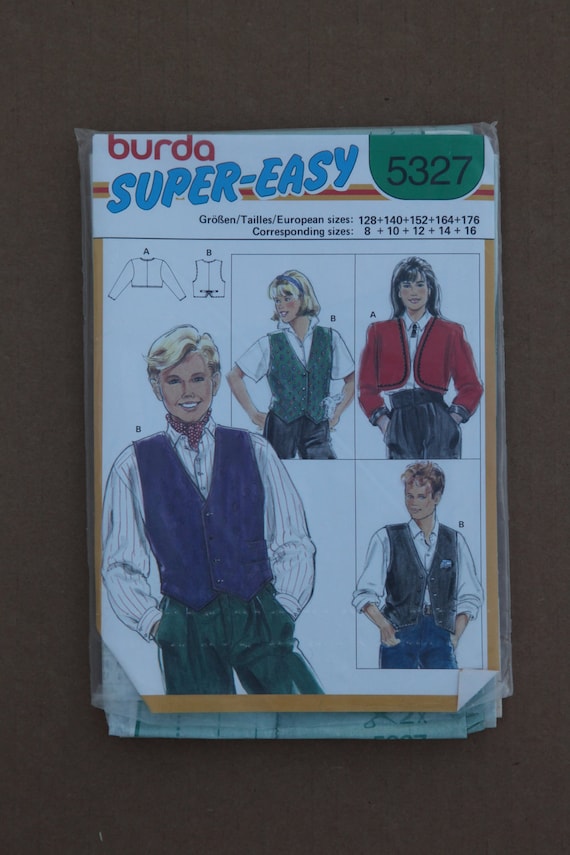 burda
SUPER-EASY
5327
Größen/Tailles/European sizes: 128+140+152+164+176
Corresponding sizes: 8 + 10 + 12 + 14 + 16
A B
B
A
B
B